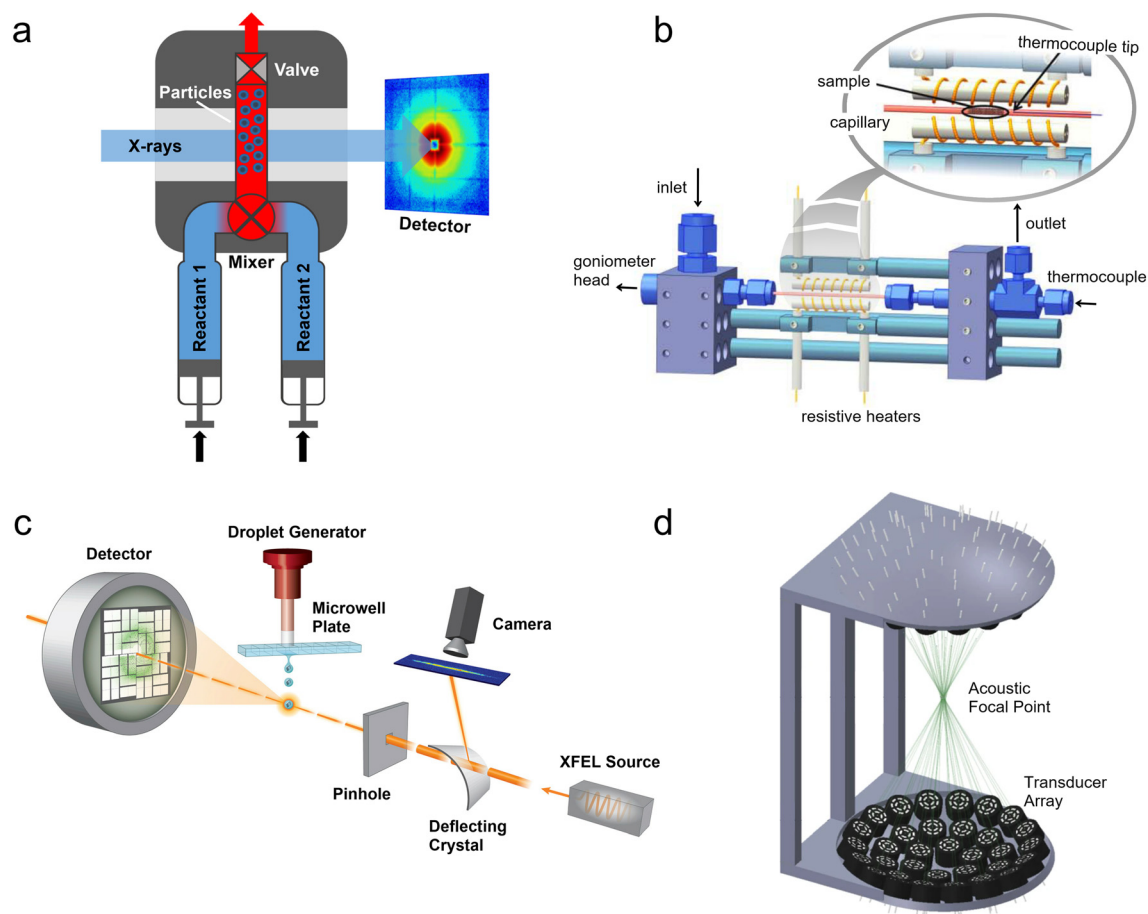 a
Valve
Particles
X-rays
Detector
Mixer
Reactant 1
Reactant 2
b
thermocouple tip
sample
capillary
inlet
outlet
goniometer
head
thermocouple
resistive heaters
c
Droplet Generator
Detector
Microwell
Plate
Camera
XFEL Source
Pinhole
Deflecting
Crystal
d
Acoustic
Focal Point
Transducer
Array